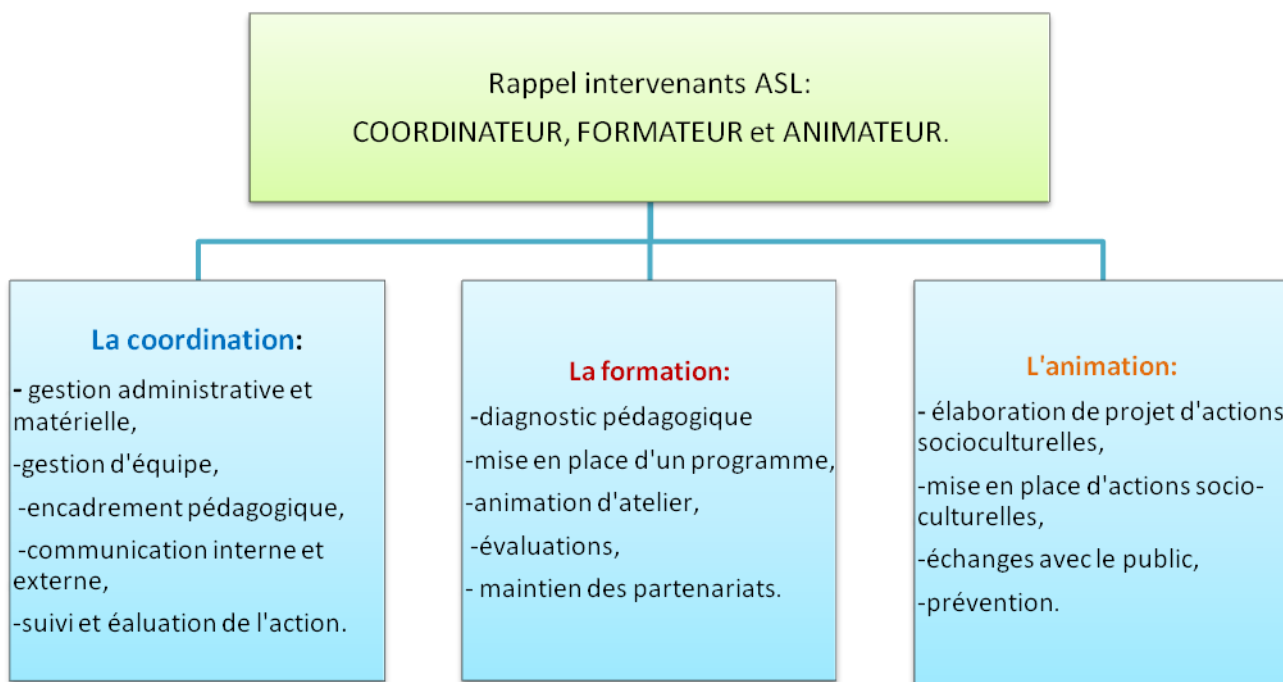 Rappel intervenants ASL:
COORDINATEUR, FORMATEUR et ANIMATEUR.
La coordination:
- gestion administrative et
matérielle,
-gestion d'équipe,
-encadrement pédagogique,
-communication interne et
externe,
-suivi et éaluation de l'action.
La formation:
-diagnostic pédagogique
-mise en place d'un programme,
-animation d'atelier,
-évaluations,
- maintien des partenariats.
L'animation:
- élaboration de projet d'actions
socioculturelles,
-mise en place d'actions socio-
culturelles,
-échanges avec le public,
-prévention.